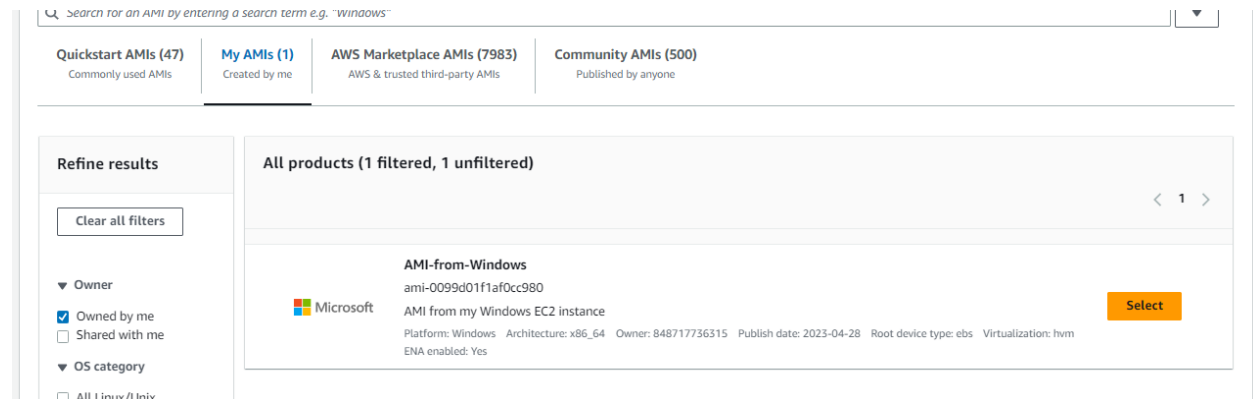 Search for an AMI by entering a search term e.g. "Windows"
Quickstart AMIs (47)
Commonly used AMIs
My AMIs (1)
Created by me
AWS Marketplace AMIs (7983)
AWS & trusted third-party AMIs
Community AMIs (500)
Published by anyone
Refine results
Clear all filters
Owner
Owned by me
Shared with me
OS category
All Linux/Unix
All products (1 filtered, 1 unfiltered)
1
Microsoft
AMI-from-Windows
ami-0099d01f1af0cc980
AMI from my Windows EC2 instance
Platform: Windows Architecture: x86_64 Owner: 848717736315 Publish date: 2023-04-28 Root device type: ebs Virtualization: hvm
ENA enabled: Yes
Select